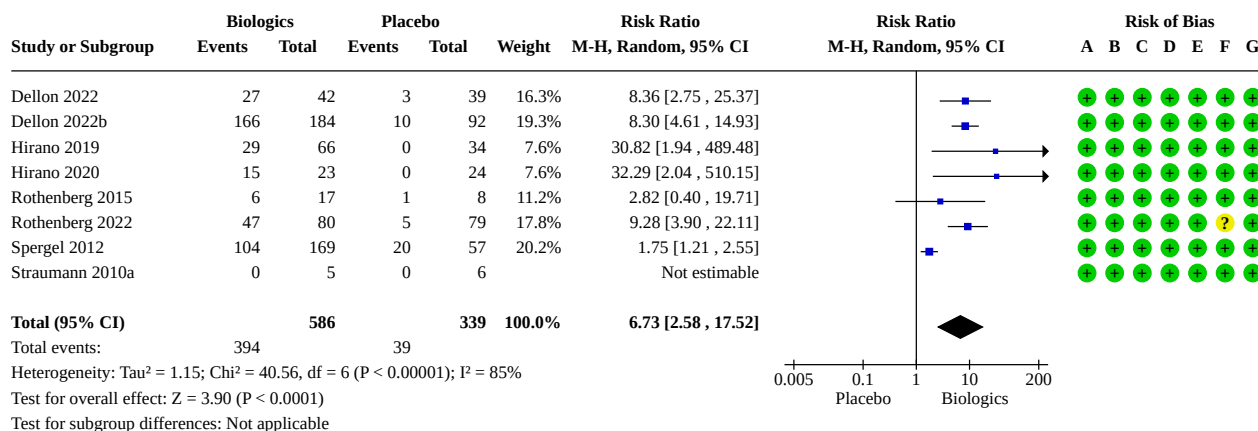 Biologics Placebo Risk Ratio Risk Ratio Risk of Bias
Study or Subgroup Events Total Events Total Weight M-H, Random, 95% CI M-H, Random, 95% CI A B C D E F G
Dellon 2022 27 42 3 39 16.3% 8.36 [2.75 , 25.37] + + + + + + +
Dellon 2022b 166 184 10 92 19.3% 8.30 [4.61 , 14.93] + + + + + + +
Hirano 2019 29 66 0 34 7.6% 30.82 [1.94 , 489.48] + + + + + + +
Hirano 2020 15 23 0 24 7.6% 32.29 [2.04 , 510.15] + + + + + + +
Rothenberg 2015 6 17 1 8 11.2% 2.82 [0.40 , 19.71] + + + + + + +
Rothenberg 2022 47 80 5 79 17.8% 9.28 [3.90 , 22.11] + + + + + ? +
Spergel 2012 104 169 20 57 20.2% 1.75 [1.21 , 2.55] + + + + + + +
Straumann 2010a 0 5 0 6 Not estimable + + + + + + +
Total (95% CI) 586 339 100.0% 6.73 [2.58 , 17.52]
Total events: 394 39
Heterogeneity: Tau² = 1.15; Chi² = 40.56, df = 6 (P < 0.00001); I² = 85%
0.005 0.1 1 10 200
Test for overall effect: Z = 3.90 (P < 0.0001)
Placebo Biologics
Test for subgroup differences: Not applicable